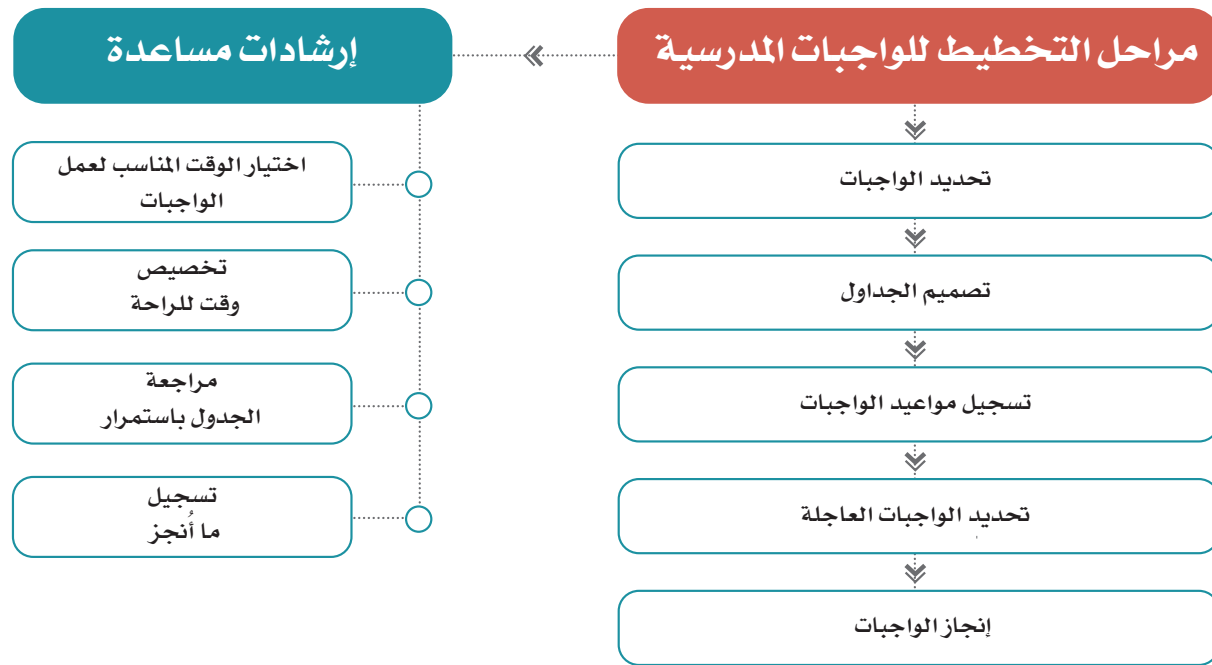 مراحل التخطيط للواجبات المدرسية
تحديد الواجبات
تصميم الجداول
تسجيل مواعيد الواجبات
تحديد الواجبات العاجلة
إنجاز الواجبات
إرشادات مساعدة
اختيار الوقت المناسب لعمل
الواجبات
تخصيص
وقت للراحة
مراجعة
الجدول باستمرار
تسجيل
ما أُنجز